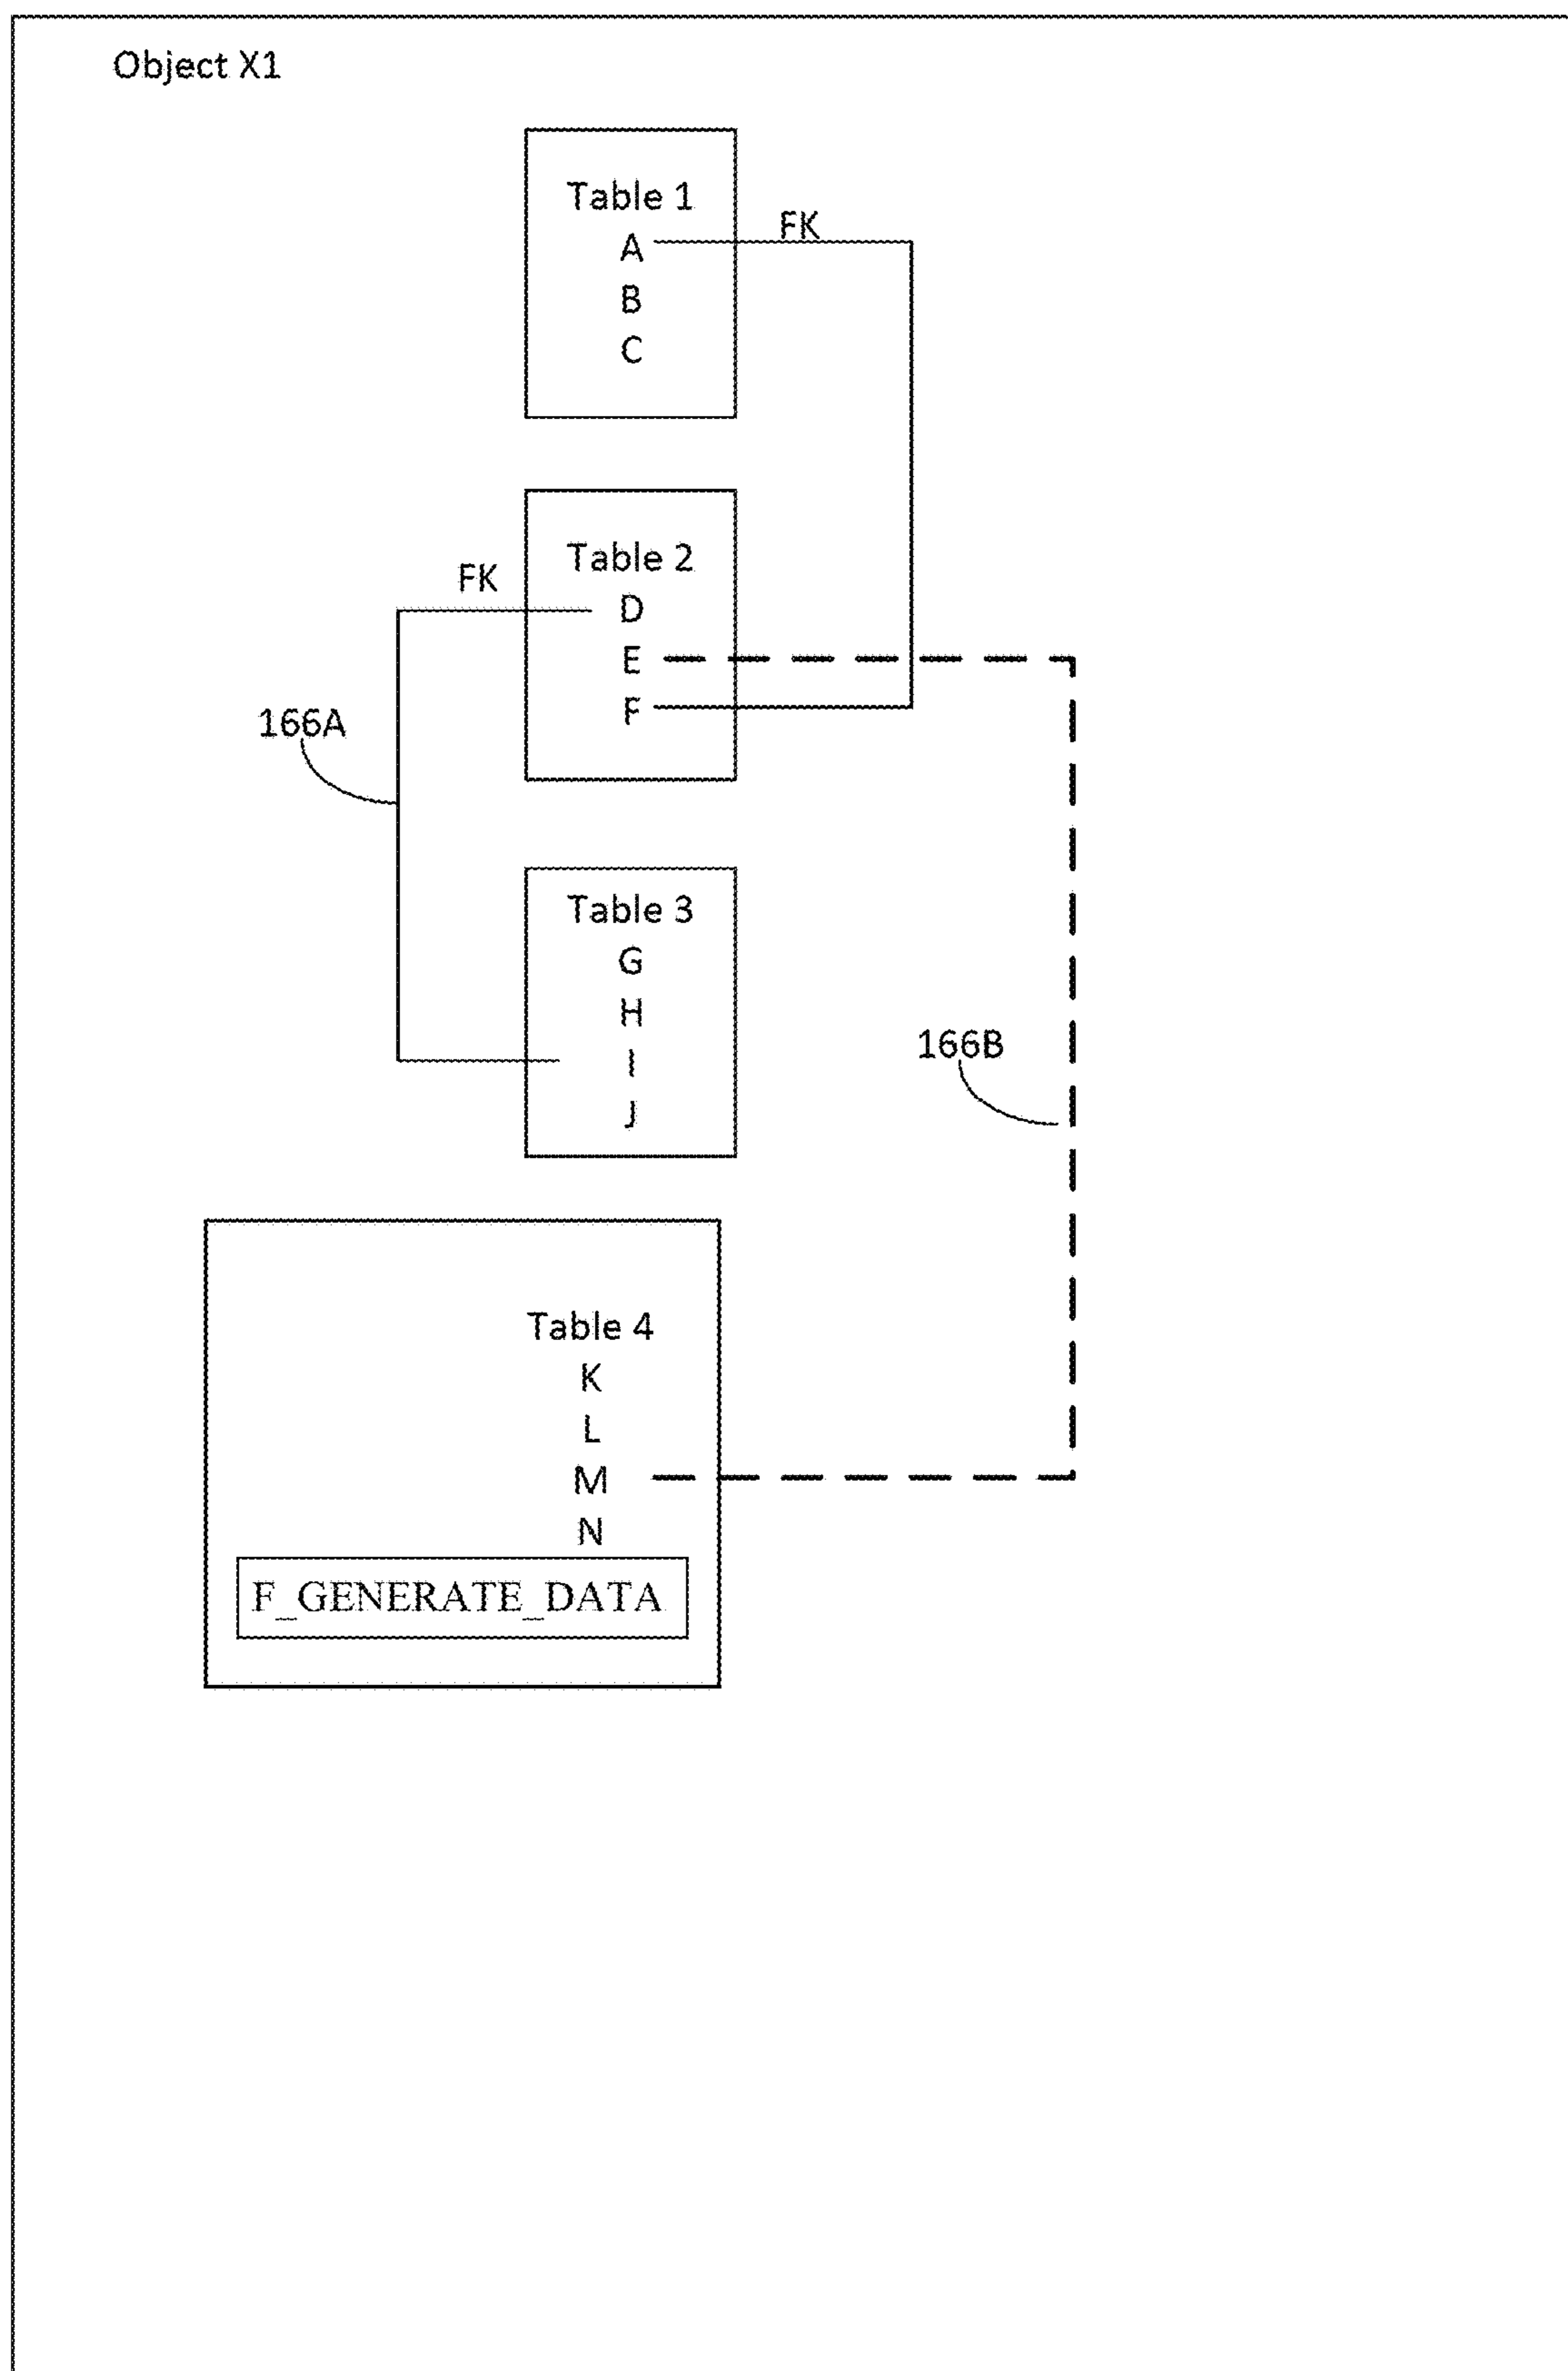 Object X1
Table 1
FK
A
B
C
Table 2
FK
D
E
F
166A
Table 3
G
H
I
J
166B
Table 4
K
L
M
N
F_GENERATE_DATA